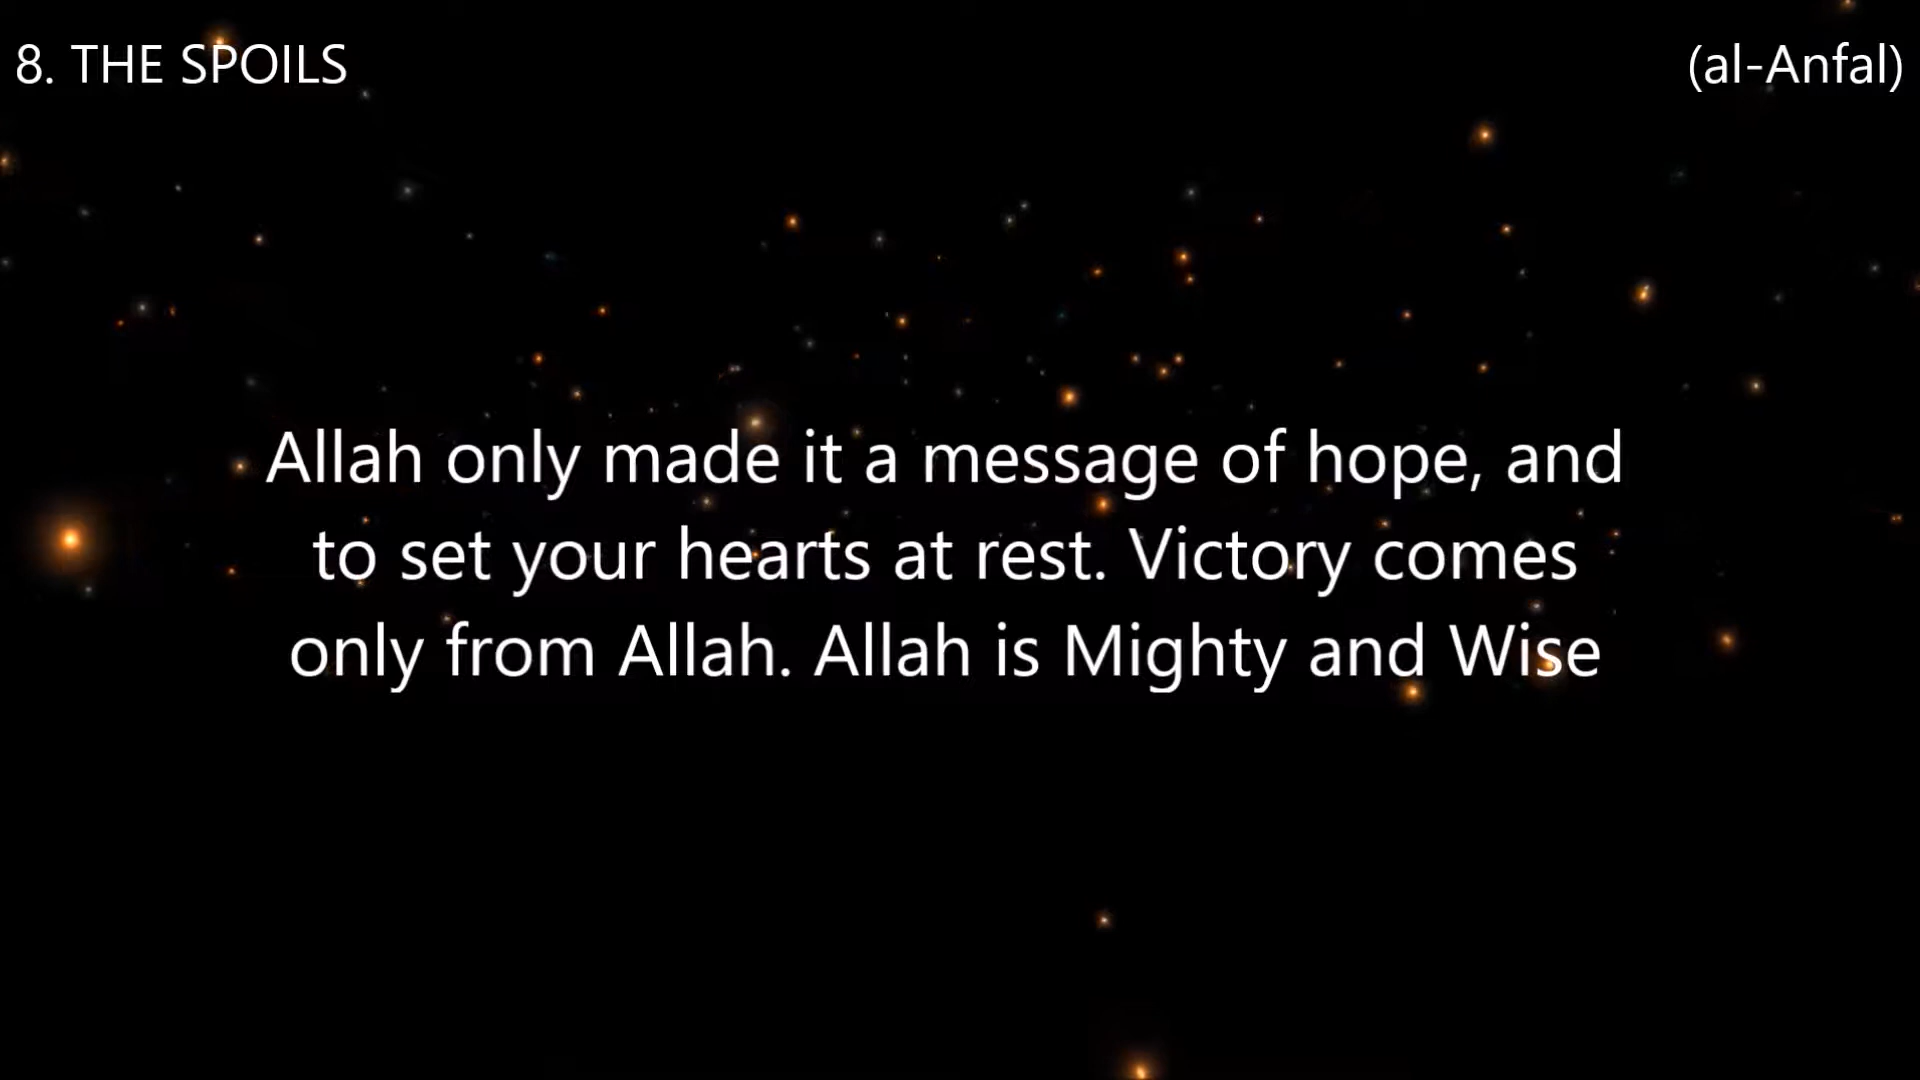 8. THE SPOILS
(al-Anfal)
Allah only made it a message of hope, and
to set your hearts at rest. Victory comes
only from Allah. Allah is Mighty and Wise